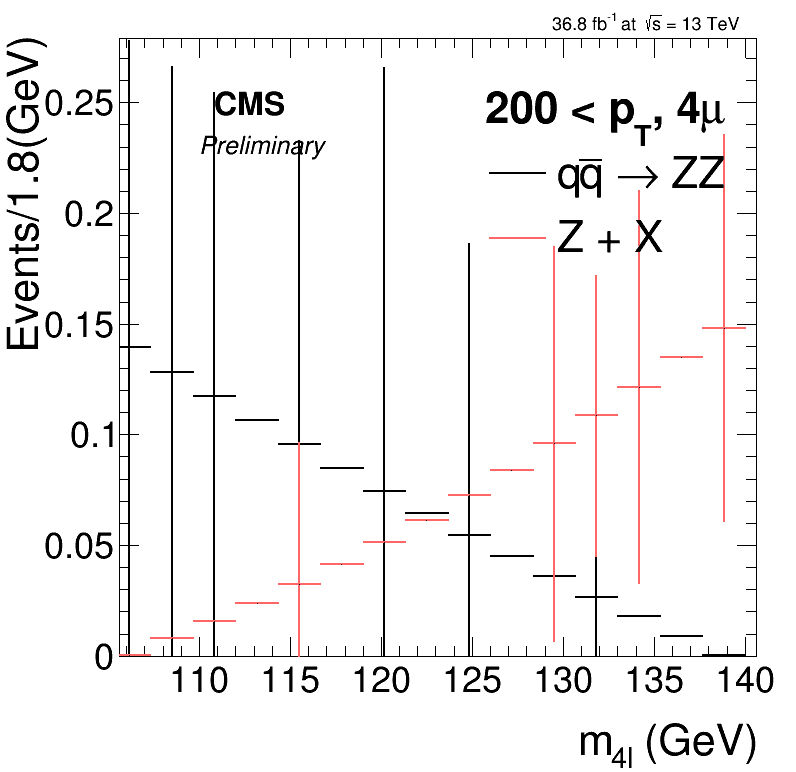 36.8 fb⁻¹ at √s = 13 TeV
Events/1.8(GeV)
CMS
Preliminary
200 < p_T, 4μ
qq̅ → ZZ
Z + X
0.25
0.2
0.15
0.1
0.05
0
110 115 120 125 130 135 140
m_4l (GeV)